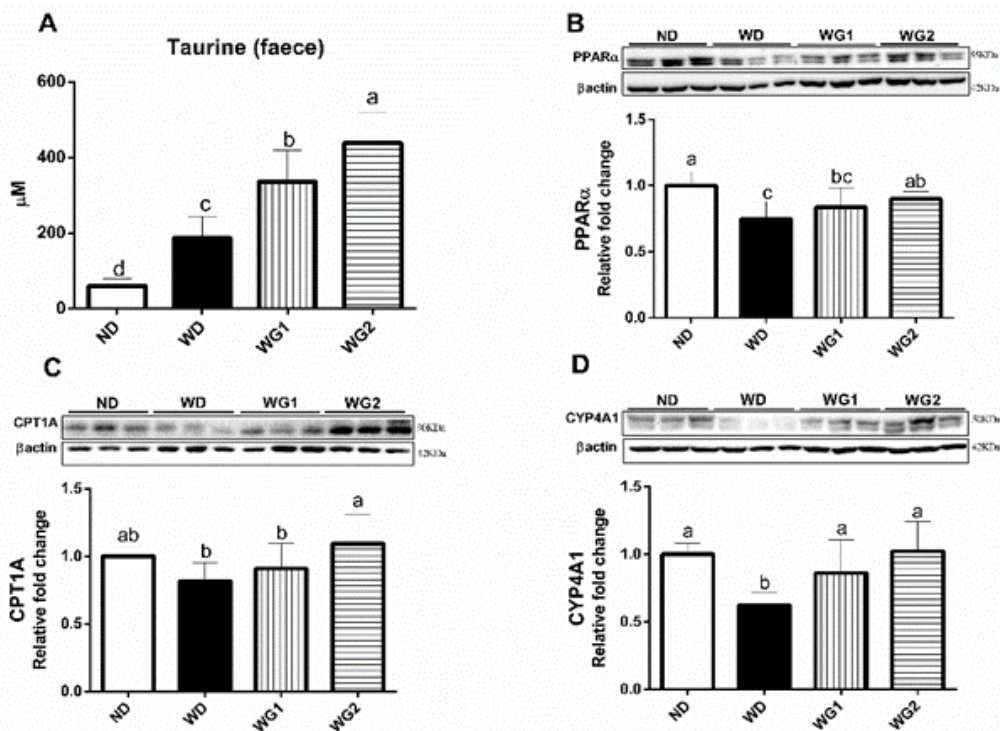 A
Taurine (faece)
600
400
200
0
µM
d
c
b
a
ND
WD
WG1
WG2
B
ND WD WG1 WG2
PPARα
βactin 42KDa
1.5
1.0
0.5
0.0
PPARα
Relative fold change
a
c
bc
ab
ND
WD
WG1
WG2
C
ND WD WG1 WG2
CPT1A
βactin 42KDa
1.5
1.0
0.5
0.0
CPT1A
Relative fold change
ab
b
b
a
ND
WD
WG1
WG2
D
ND WD WG1 WG2
CYP4A1
βactin 42KDa
1.5
1.0
0.5
0.0
CYP4A1
Relative fold change
a
b
a
a
ND
WD
WG1
WG2